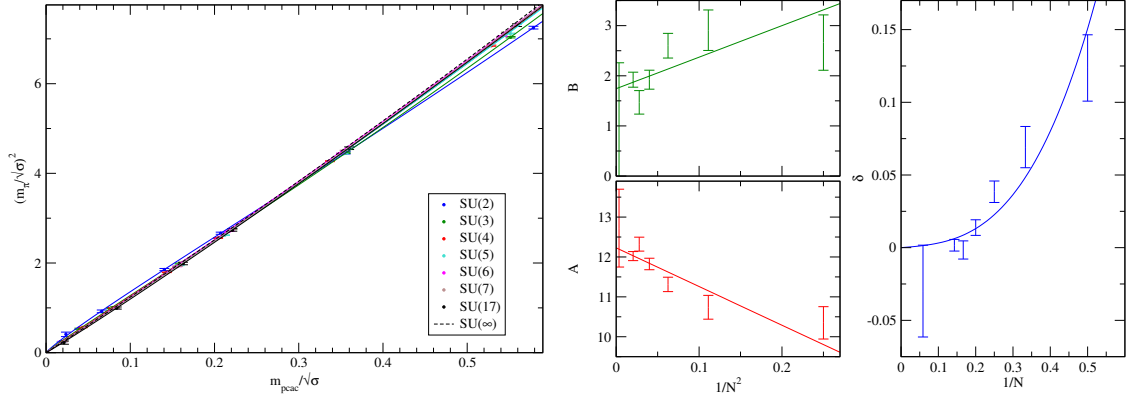 (mπ/√σ)²
6
4
2
0
0 0.1 0.2 0.3 0.4 0.5
m_pcac/√σ
SU(2)
SU(3)
SU(4)
SU(5)
SU(6)
SU(7)
SU(17)
SU(∞)
B
3
2
1
0
A
13
12
11
10
0 0.1 0.2
1/N²
δ
0.15
0.1
0.05
0
-0.05
0 0.1 0.2 0.3 0.4 0.5
1/N